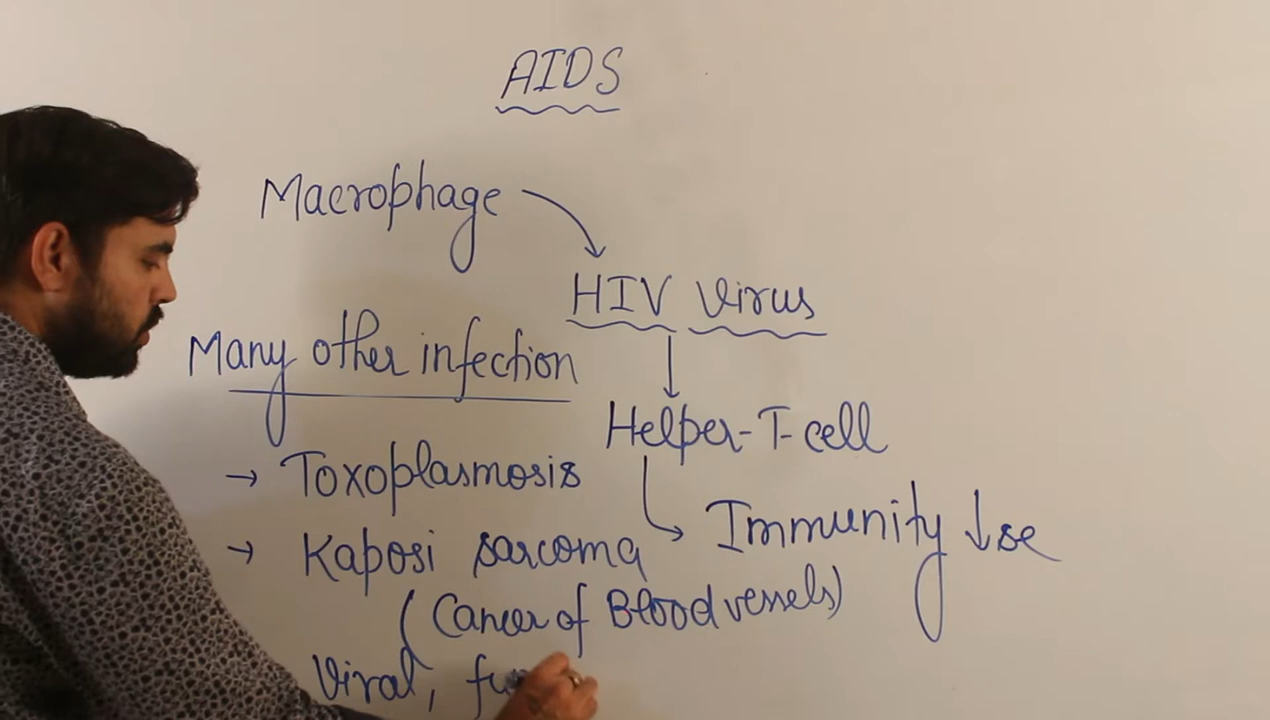 AIDS
Macrophage
HIV Virus
Many other infection
Helper-T-cell
→ Toxoplasmosis
Immunity ↓se
→ Kaposi sarcoma
(Cancer of Blood vessels)
Viral,